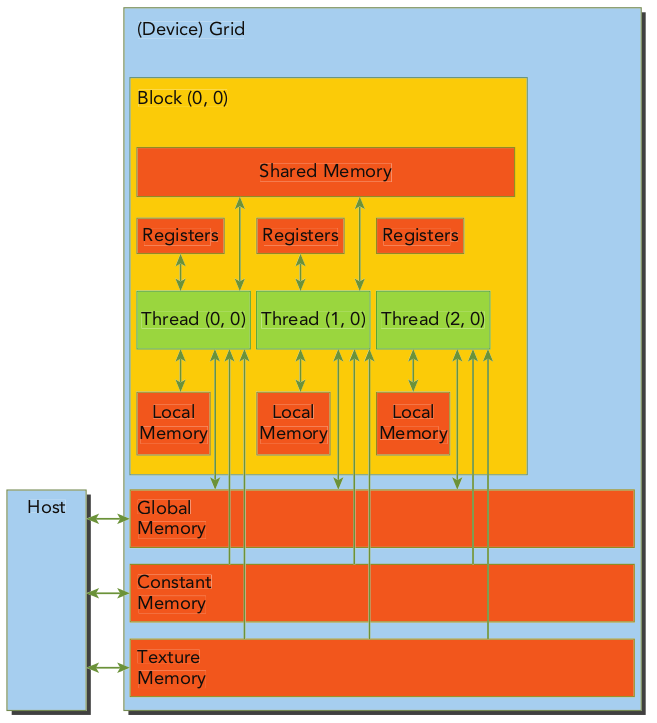 (Device) Grid
Block (0, 0)
Shared Memory
Registers
Registers
Registers
Thread (0, 0)
Thread (1, 0)
Thread (2, 0)
Local
Memory
Local
Memory
Local
Memory
Host
Global
Memory
Constant
Memory
Texture
Memory